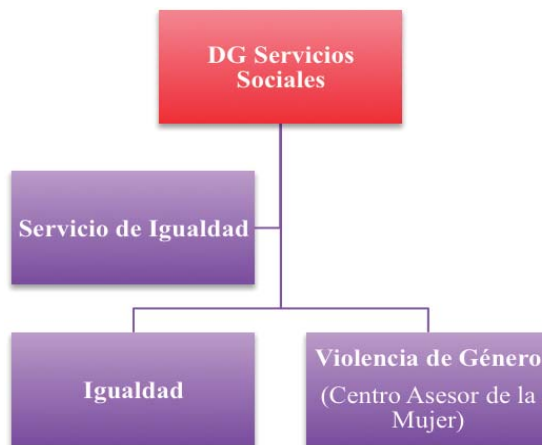 DG Servicios
Sociales
Servicio de Igualdad
Igualdad
Violencia de Género
(Centro Asesor de la
Mujer)